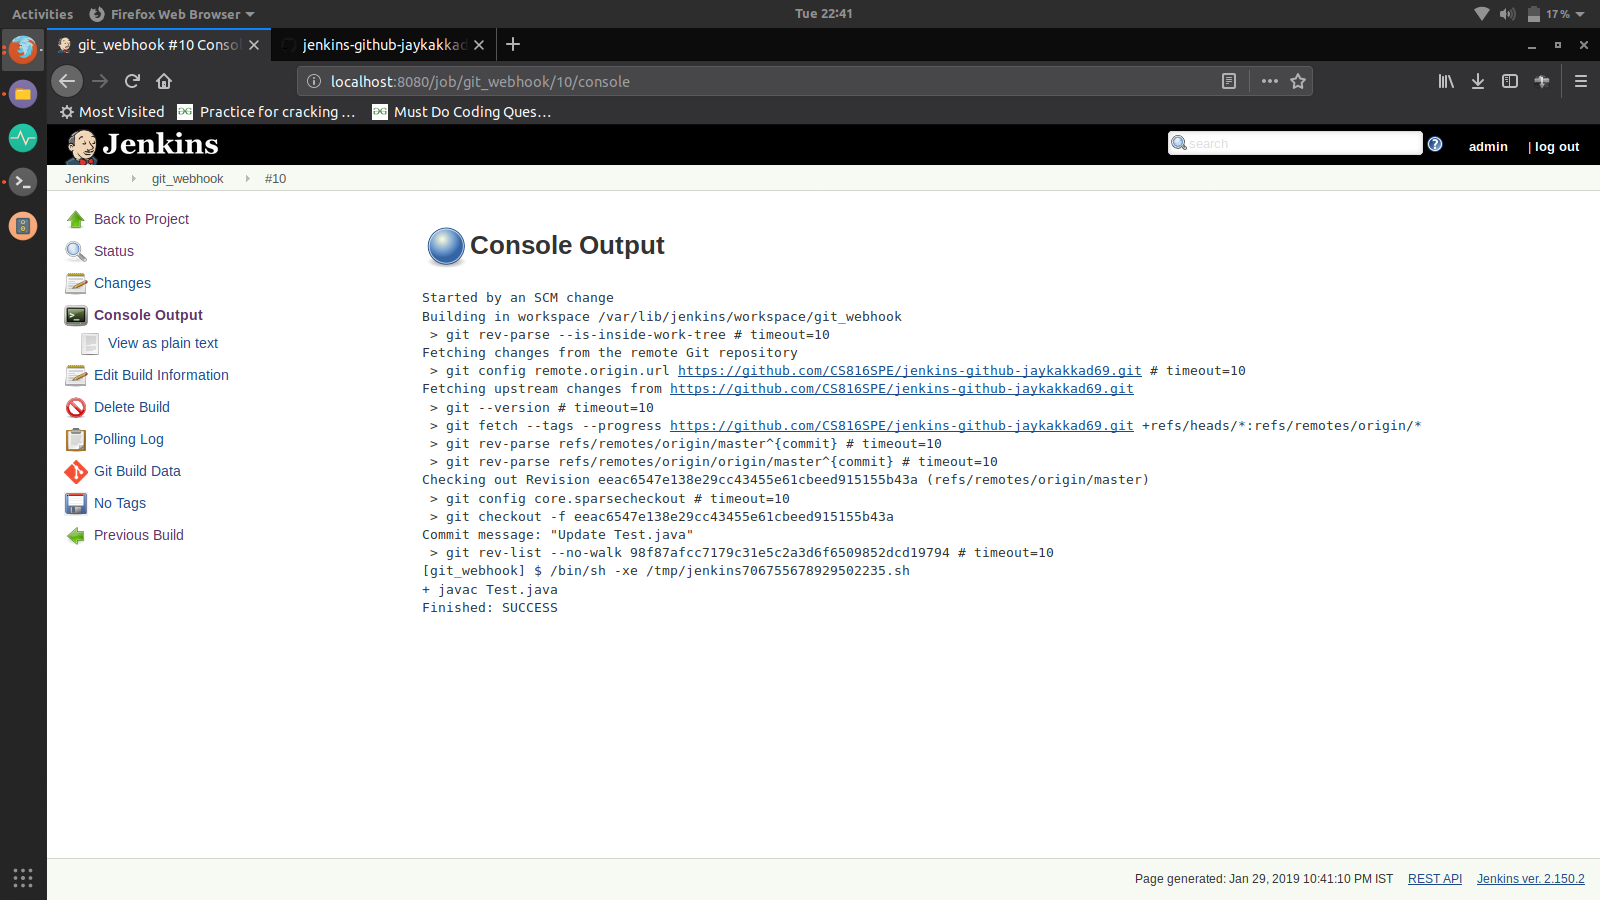 Activities Firefox Web Browser Tue 22:41 17%
git_webhook #10 Consol jenkins-github-jaykakkad
localhost:8080/job/git_webhook/10/console
Most Visited Practice for cracking … Must Do Coding Ques…
Jenkins search admin | log out
Jenkins git_webhook #10
Back to Project
Status
Changes
Console Output
View as plain text
Edit Build Information
Delete Build
Polling Log
Git Build Data
No Tags
Previous Build
Console Output
Started by an SCM change
Building in workspace /var/lib/jenkins/workspace/git_webhook
> git rev-parse --is-inside-work-tree # timeout=10
Fetching changes from the remote Git repository
> git config remote.origin.url https://github.com/CS816SPE/jenkins-github-jaykakkad69.git # timeout=10
Fetching upstream changes from https://github.com/CS816SPE/jenkins-github-jaykakkad69.git
> git --version # timeout=10
> git fetch --tags --progress https://github.com/CS816SPE/jenkins-github-jaykakkad69.git +refs/heads/*:refs/remotes/origin/*
> git rev-parse refs/remotes/origin/master^{commit} # timeout=10
> git rev-parse refs/remotes/origin/origin/master^{commit} # timeout=10
Checking out Revision eeac6547e138e29cc43455e61cbeed915155b43a (refs/remotes/origin/master)
> git config core.sparsecheckout # timeout=10
> git checkout -f eeac6547e138e29cc43455e61cbeed915155b43a
Commit message: "Update Test.java"
> git rev-list --no-walk 98f87afcc7179c31e5c2a3d6f6509852dcd19794 # timeout=10
[git_webhook] $ /bin/sh -xe /tmp/jenkins706755678929502235.sh
+ javac Test.java
Finished: SUCCESS
Page generated: Jan 29, 2019 10:41:10 PM IST REST API Jenkins ver. 2.150.2